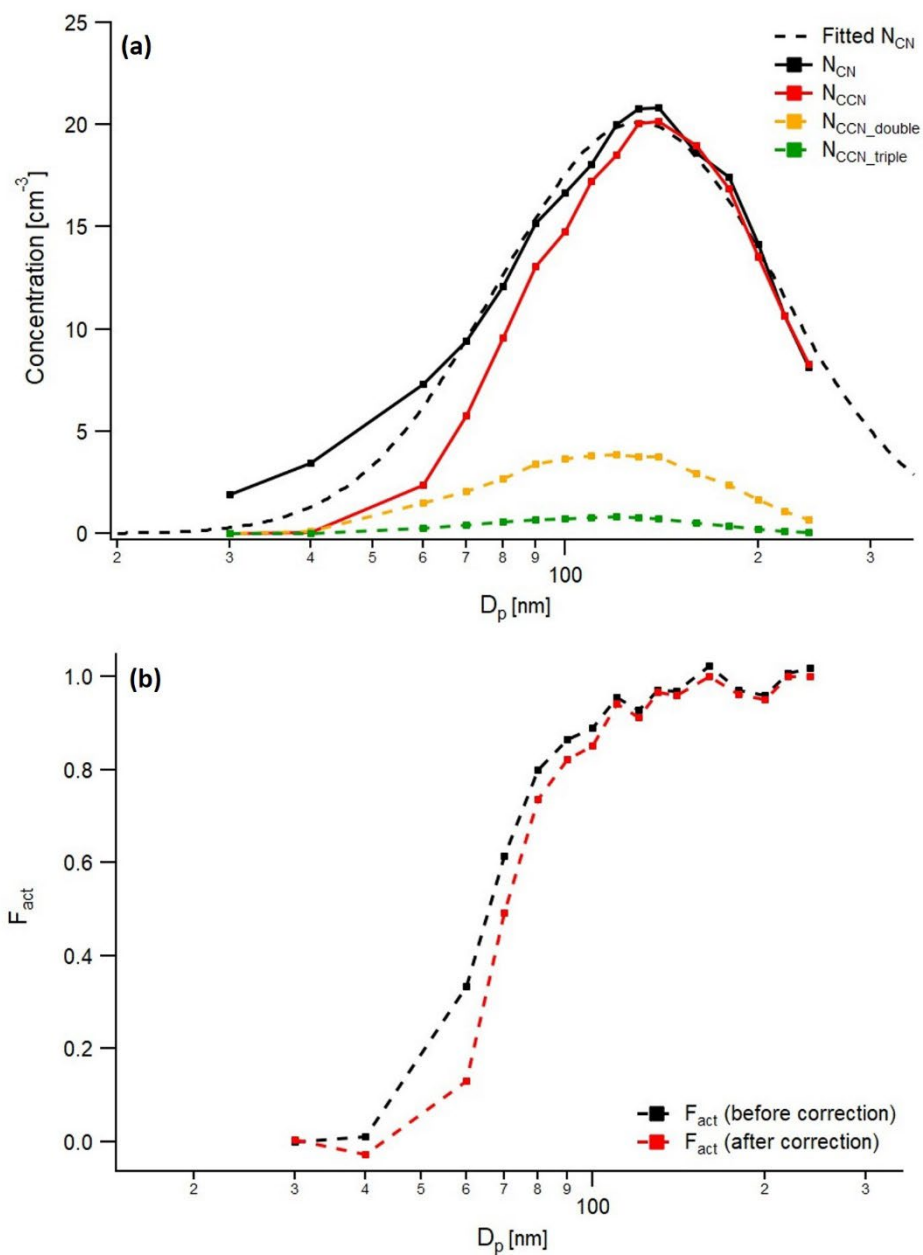 (a)
Fitted N_CN
N_CN
N_CCN
N_CCN_double
N_CCN_triple
Concentration [cm⁻³]
25
20
15
10
5
0
2 3 4 5 6 7 8 9 100 2 3
D_p [nm]
(b)
F_act
1.0
0.8
0.6
0.4
0.2
0.0
F_act (before correction)
F_act (after correction)
2 3 4 5 6 7 8 9 100 2 3
D_p [nm]